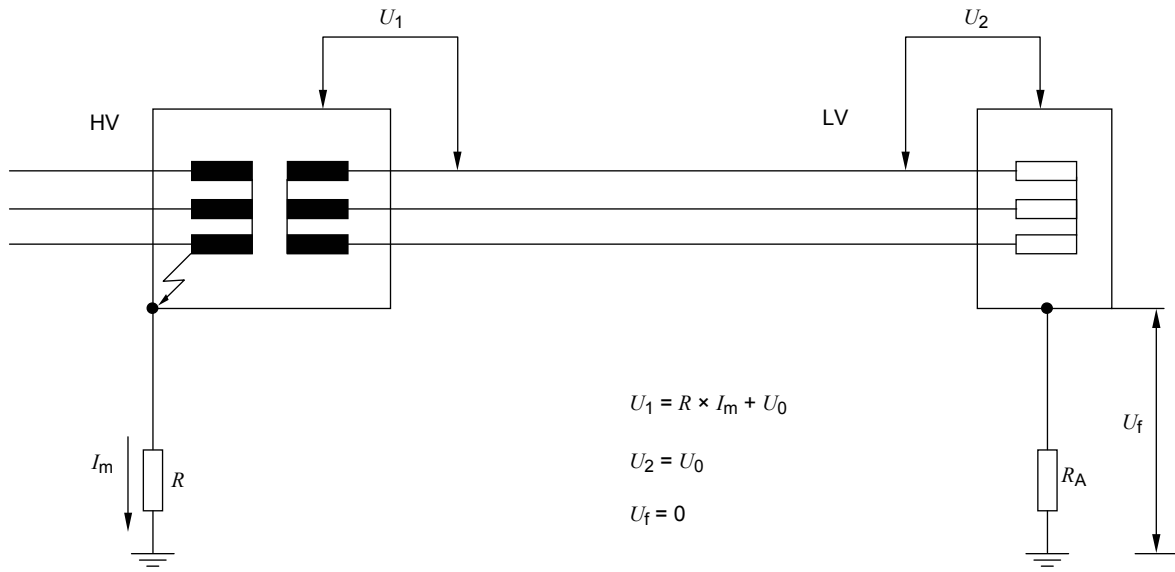 U1
U2
HV
LV
U1 = R × Im + U0
Uf
U2 = U0
Im
R
RA
Uf = 0